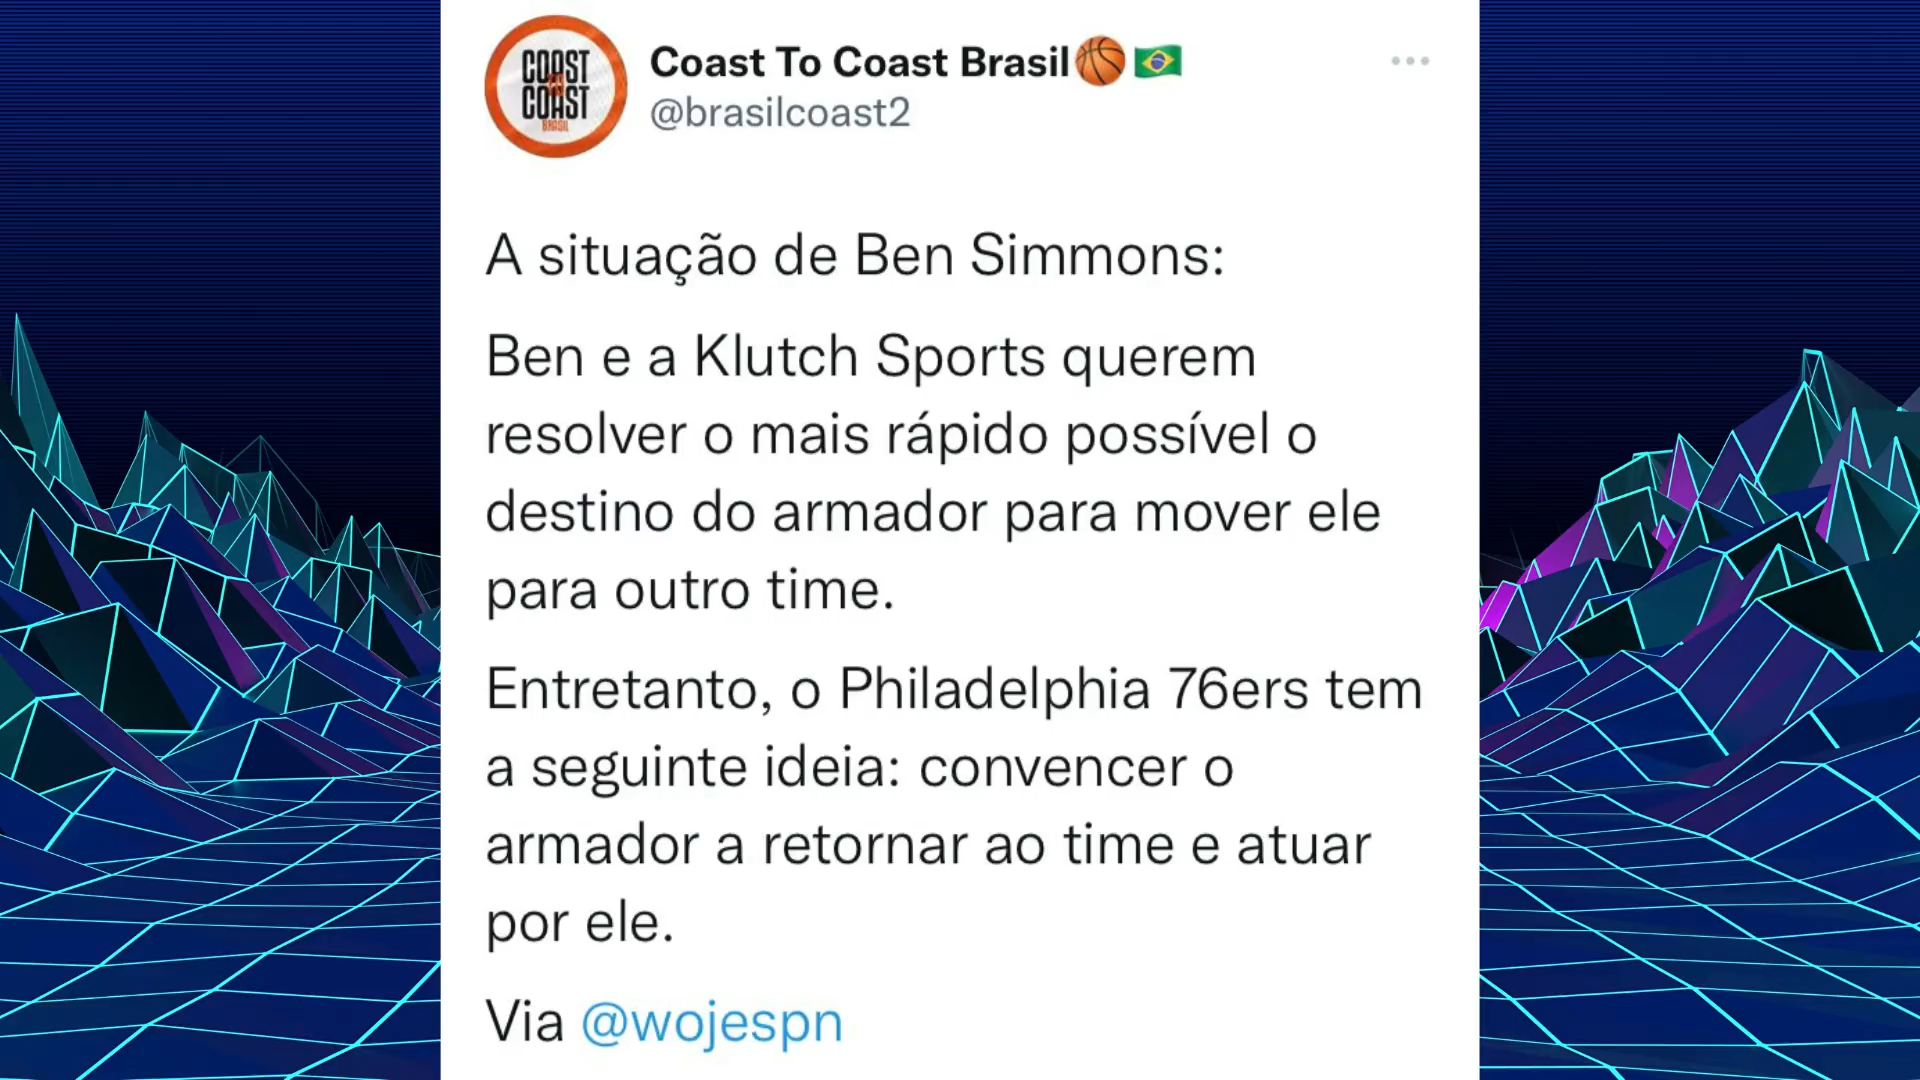 COAST
TO
COAST
BRASIL
Coast To Coast Brasil🏀🇧🇷
@brasilcoast2
A situação de Ben Simmons:
Ben e a Klutch Sports querem
resolver o mais rápido possível o
destino do armador para mover ele
para outro time.
Entretanto, o Philadelphia 76ers tem
a seguinte ideia: convencer o
armador a retornar ao time e atuar
por ele.
Via @wojespn